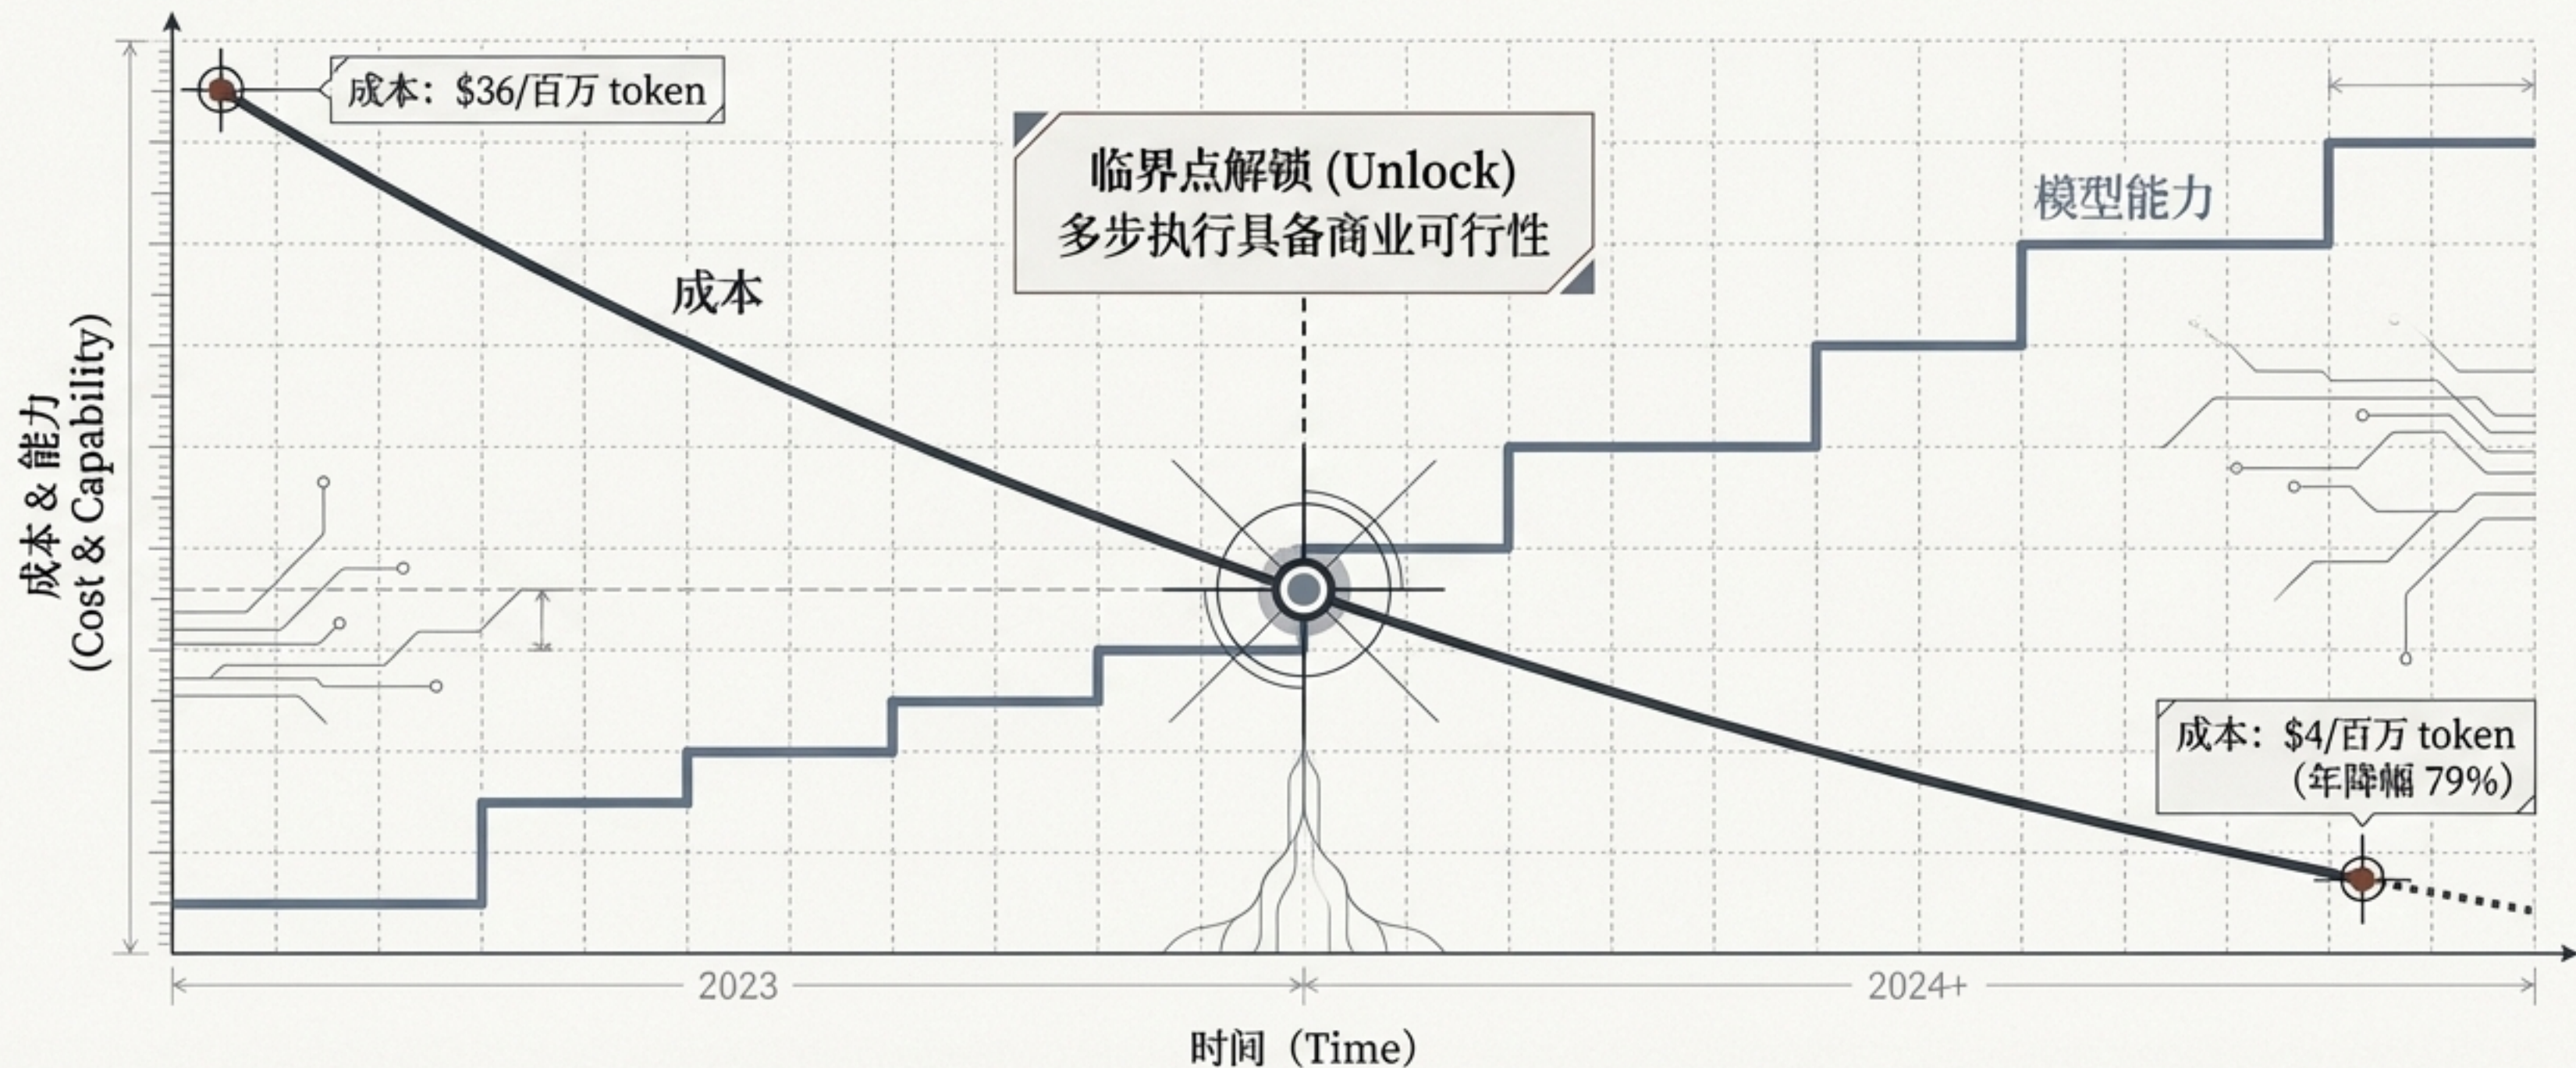 成本：$36/百万 token
临界点解锁 (Unlock)
多步执行具备商业可行性
模型能力
成本
成本 & 能力
(Cost & Capability)
成本：$4/百万 token
(年降幅 79%)
2023
2024+
时间（Time）